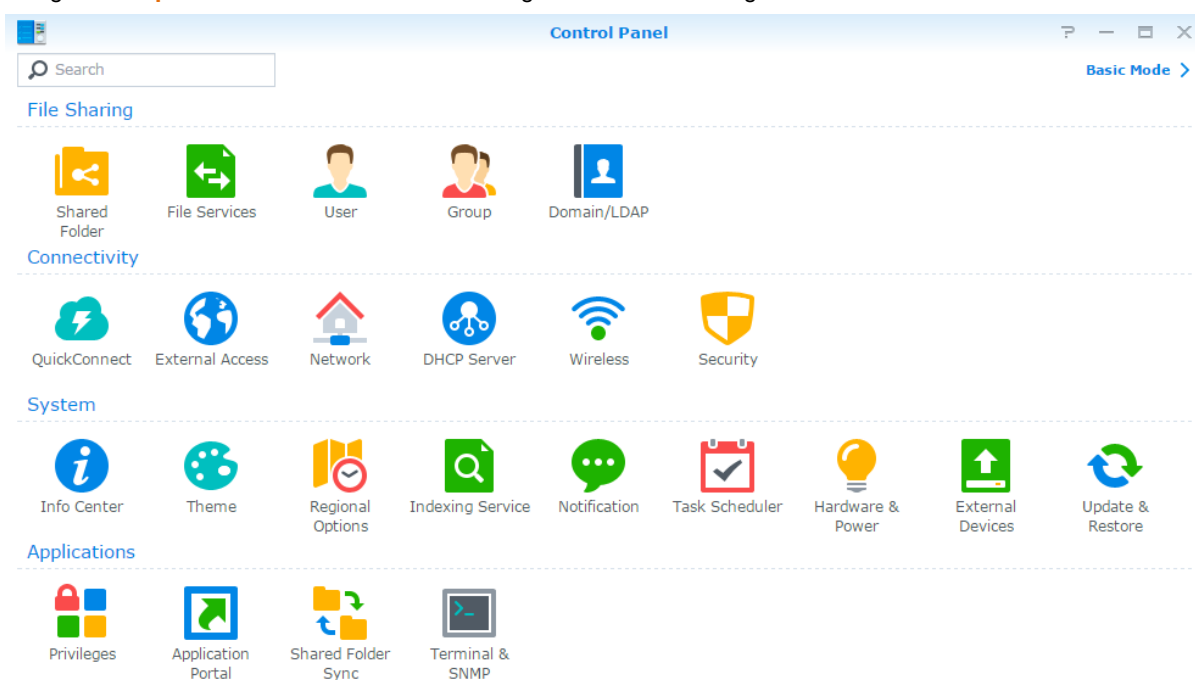 Control Panel
Search
Basic Mode
File Sharing
Shared Folder
File Services
User
Group
Domain/LDAP
Connectivity
QuickConnect
External Access
Network
DHCP Server
Wireless
Security
System
Info Center
Theme
Regional Options
Indexing Service
Notification
Task Scheduler
Hardware & Power
External Devices
Update & Restore
Applications
Privileges
Application Portal
Shared Folder Sync
Terminal & SNMP